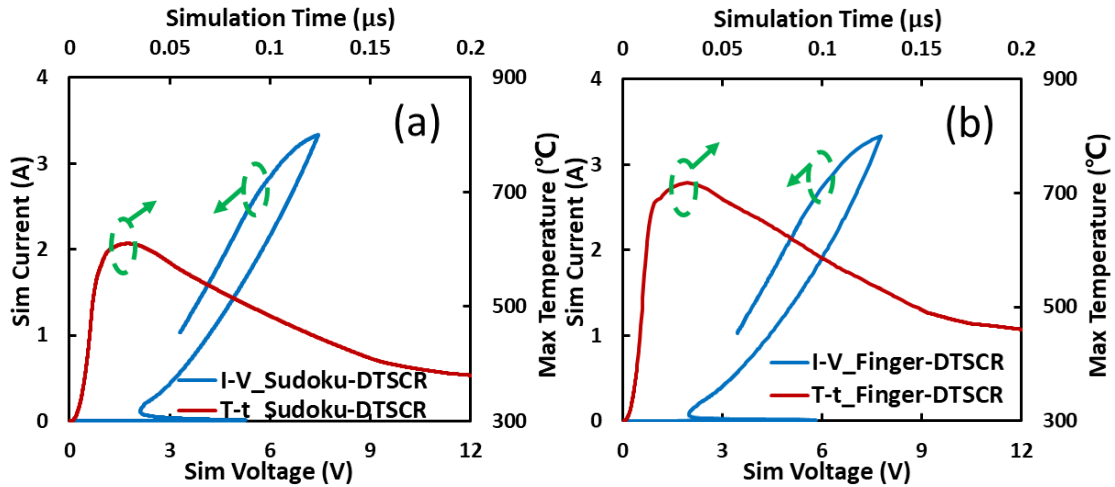 Simulation Time (μs)
0 0.05 0.1 0.15 0.2
4 900
(a)
3 700
2
500
1
I-V_Sudoku-DTSCR
T-t_Sudoku-DTSCR
0 300
0 3 6 9 12
Sim Voltage (V)
Sim Current (A)
Max Temperature (℃)
Simulation Time (μs)
0 0.05 0.1 0.15 0.2
4 900
(b)
3 700
2
500
1
I-V_Finger-DTSCR
T-t_Finger-DTSCR
0 300
0 3 6 9 12
Sim Voltage (V)
Sim Current (A)
Max Temperature (℃)